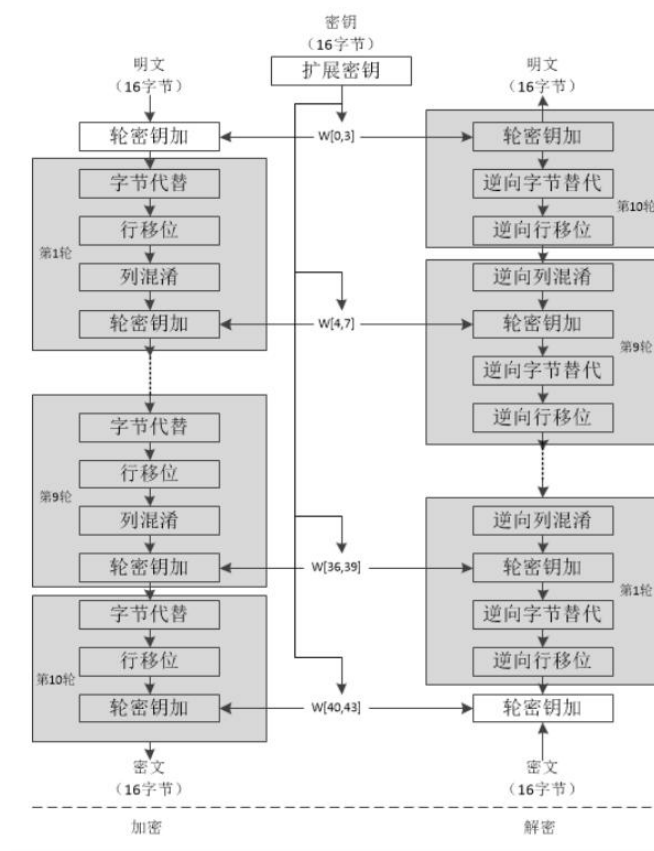 密钥
（16字节）
扩展密钥
明文
（16字节）
轮密钥加
第1轮
字节代替
行移位
列混淆
轮密钥加
第9轮
字节代替
行移位
列混淆
轮密钥加
第10轮
字节代替
行移位
轮密钥加
密文
（16字节）
加密
W[0,3]
W[4,7]
W[36,39]
W[40,43]
明文
（16字节）
轮密钥加
逆向字节替代
第10轮
逆向行移位
逆向列混淆
轮密钥加
第9轮
逆向字节替代
逆向行移位
逆向列混淆
轮密钥加
第1轮
逆向字节替代
逆向行移位
轮密钥加
密文
（16字节）
解密